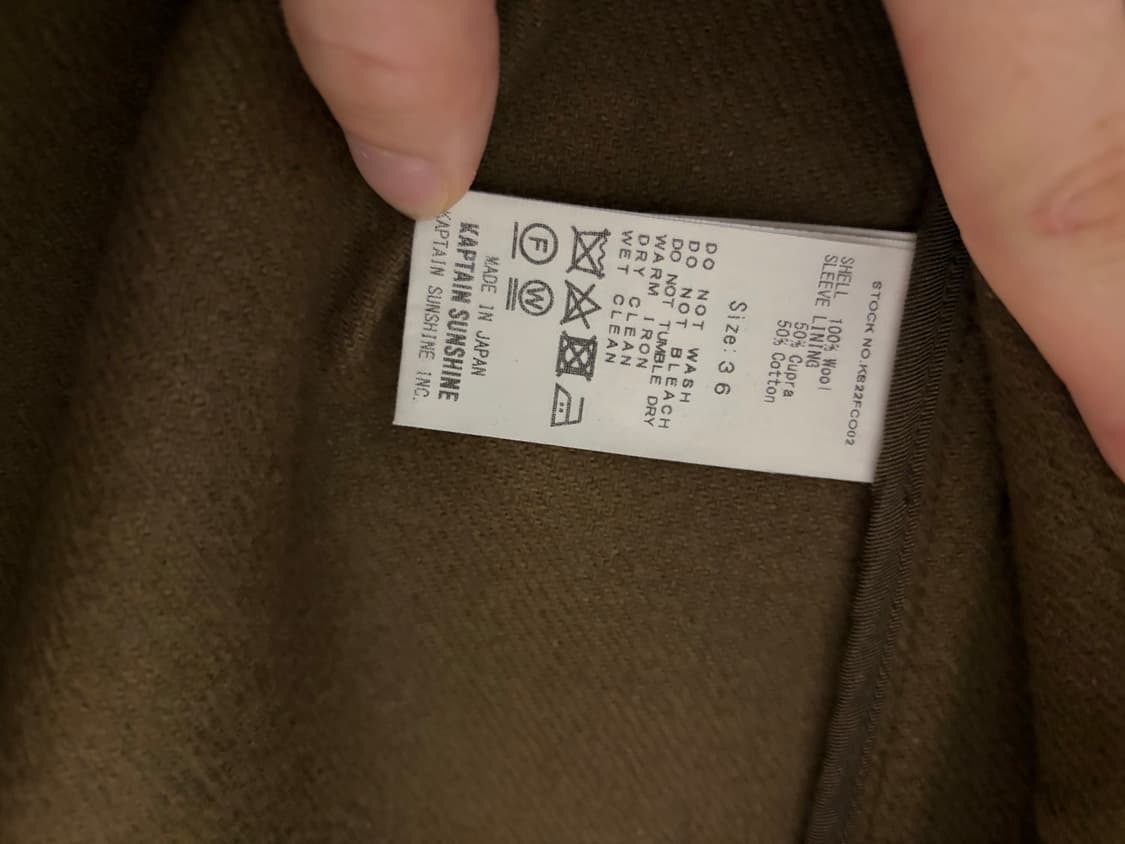 STOCK NO.KS22FCO02
SHELL 100% Wool
SLEEVE LINING
50% Cupra
50% Cotton
Size: 36
DO NOT WASH
DO NOT BLEACH
DO NOT TUMBLE DRY
WARM IRON
DRY CLEAN
WET CLEAN
F W
MADE IN JAPAN
KAPTAIN SUNSHINE
KAPTAIN SUNSHINE INC.